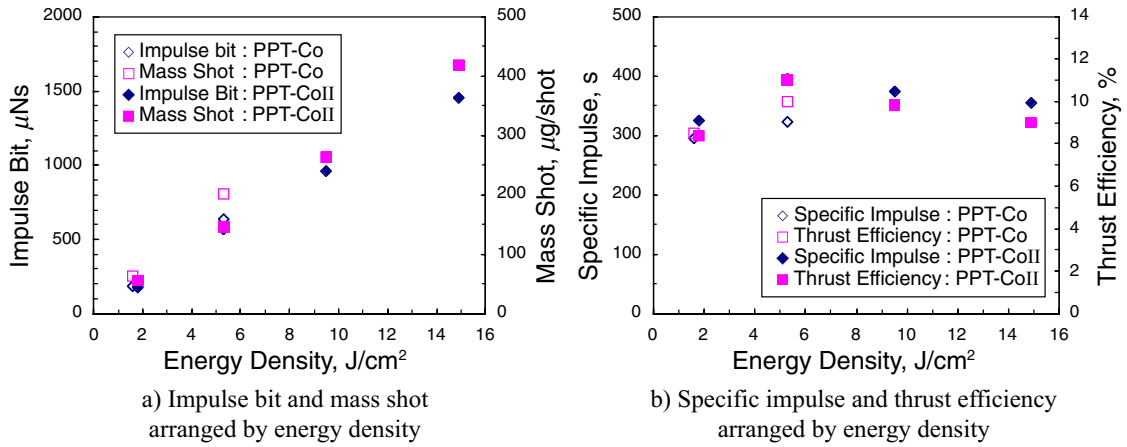 2000
1500
1000
500
0
Impulse Bit, μNs
500
400
300
200
100
0
Mass Shot, μg/shot
Impulse bit : PPT-Co
Mass Shot : PPT-Co
Impulse Bit : PPT-CoII
Mass Shot : PPT-CoII
0 2 4 6 8 10 12 14 16
Energy Density, J/cm²
a) Impulse bit and mass shot
arranged by energy density
500
400
300
200
100
0
Specific Impulse, s
14
12
10
8
6
4
2
0
Thrust Efficiency, %
Specific Impulse : PPT-Co
Thrust Efficiency : PPT-Co
Specific Impulse : PPT-CoII
Thrust Efficiency : PPT-CoII
0 2 4 6 8 10 12 14 16
Energy Density, J/cm²
b) Specific impulse and thrust efficiency
arranged by energy density